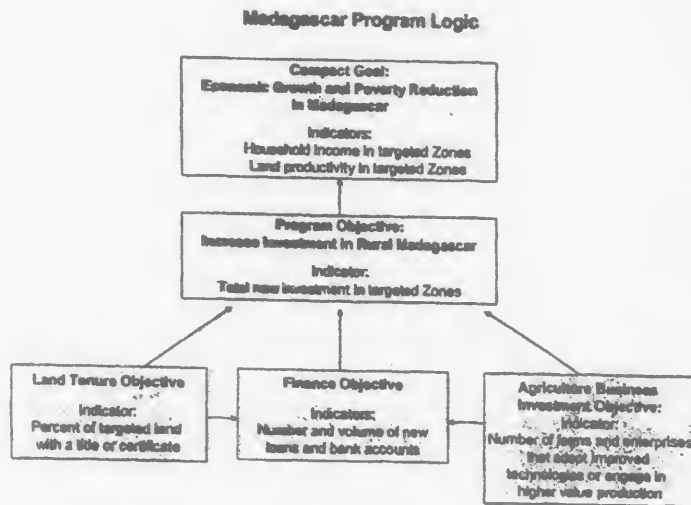 Madagascar Program Logic
Compact Goal:
Economic Growth and Poverty Reduction
in Madagascar
Indicators:
Household income in targeted Zones
Land productivity in targeted Zones
Program Objective:
Increase Investment in Rural Madagascar
Indicator:
Total new investment in targeted Zones
Land Tenure Objective
Indicator:
Percent of targeted land
with a title or certificate
Finance Objective
Indicators:
Number and volume of new
loans and bank accounts
Agriculture Business
Investment Objective:
Indicator:
Number of and enterprises
that adopt improved
technologies or engage in
higher value production